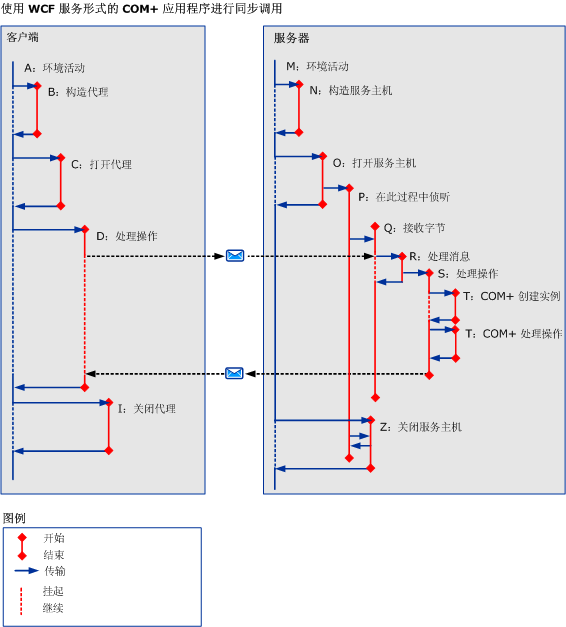 使用 WCF 服务形式的 COM+ 应用程序进行同步调用
客户端
A：环境活动
B：构造代理
C：打开代理
D：处理操作
I：关闭代理
服务器
M：环境活动
N：构造服务主机
O：打开服务主机
P：在此过程中侦听
Q：接收字节
R：处理消息
S：处理操作
T：COM+ 创建实例
T：COM+ 处理操作
Z：关闭服务主机
图例
开始
结束
传输
挂起
继续